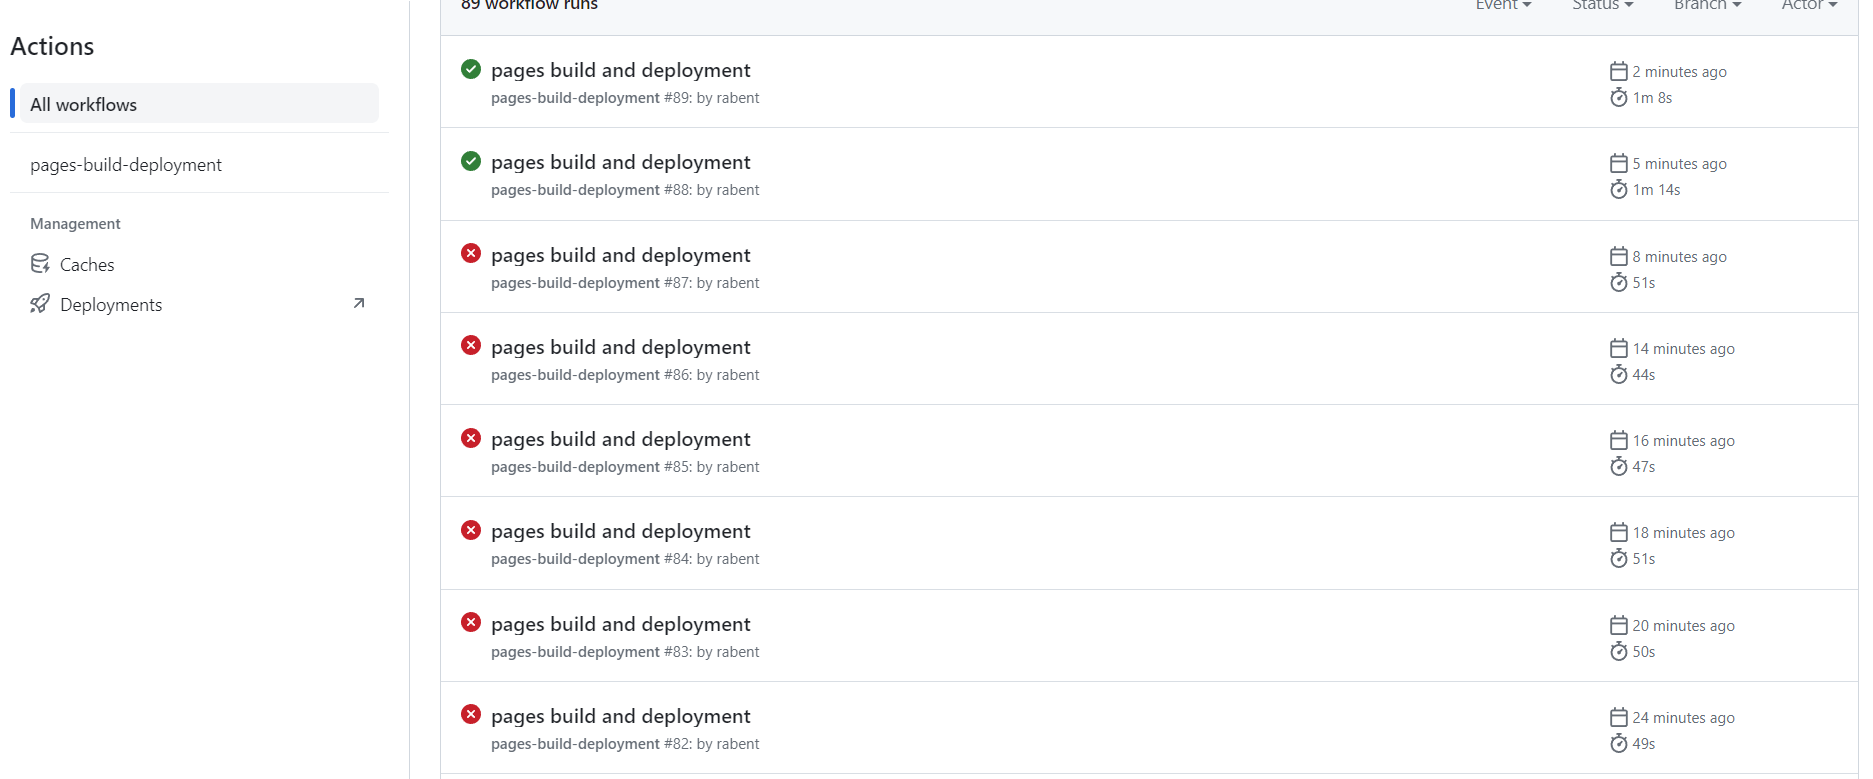 Actions
All workflows
pages-build-deployment
Management
Caches
Deployments
89 workflow runs
Event
Status
Branch
Actor
pages build and deployment
pages-build-deployment #89: by rabent
2 minutes ago
1m 8s
pages build and deployment
pages-build-deployment #88: by rabent
5 minutes ago
1m 14s
pages build and deployment
pages-build-deployment #87: by rabent
8 minutes ago
51s
pages build and deployment
pages-build-deployment #86: by rabent
14 minutes ago
44s
pages build and deployment
pages-build-deployment #85: by rabent
16 minutes ago
47s
pages build and deployment
pages-build-deployment #84: by rabent
18 minutes ago
51s
pages build and deployment
pages-build-deployment #83: by rabent
20 minutes ago
50s
pages build and deployment
pages-build-deployment #82: by rabent
24 minutes ago
49s